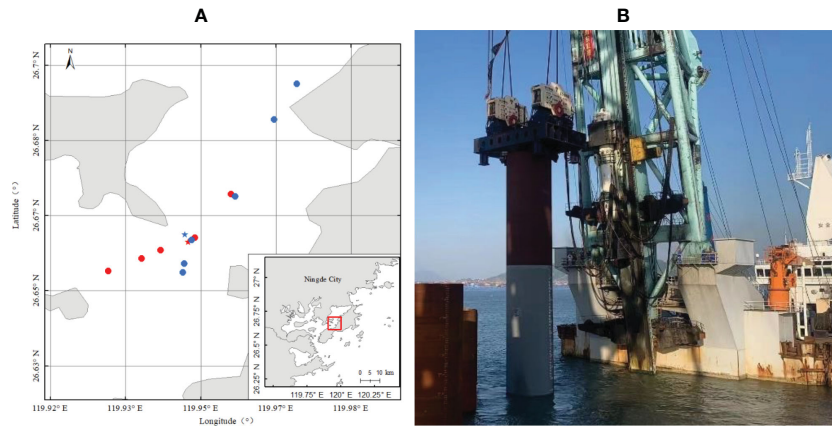 A
B
N
26.7° N
26.68° N
26.67° N
26.65° N
26.63° N
Latitude (°)
119.92° E
119.93° E
119.95° E
119.97° E
119.98° E
Longitude (°)
Ningde City
27° N
26.75° N
26.5° N
26.25° N
0 5 10 km
119.75° E
120° E
120.25° E